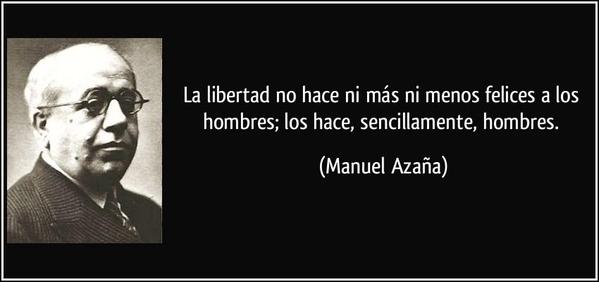 La libertad no hace ni más ni menos felices a los
hombres; los hace, sencillamente, hombres.
(Manuel Azaña)